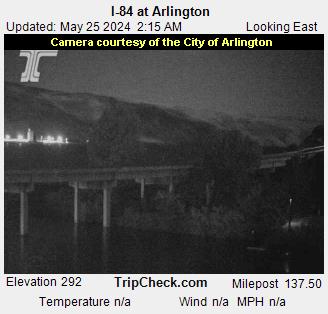 I-84 at Arlington
Updated: May 25 2024 2:15 AM Looking East
Camera courtesy of the City of Arlington
Elevation 292 TripCheck.com Milepost 137.50
Temperature n/a Wind n/a MPH n/a